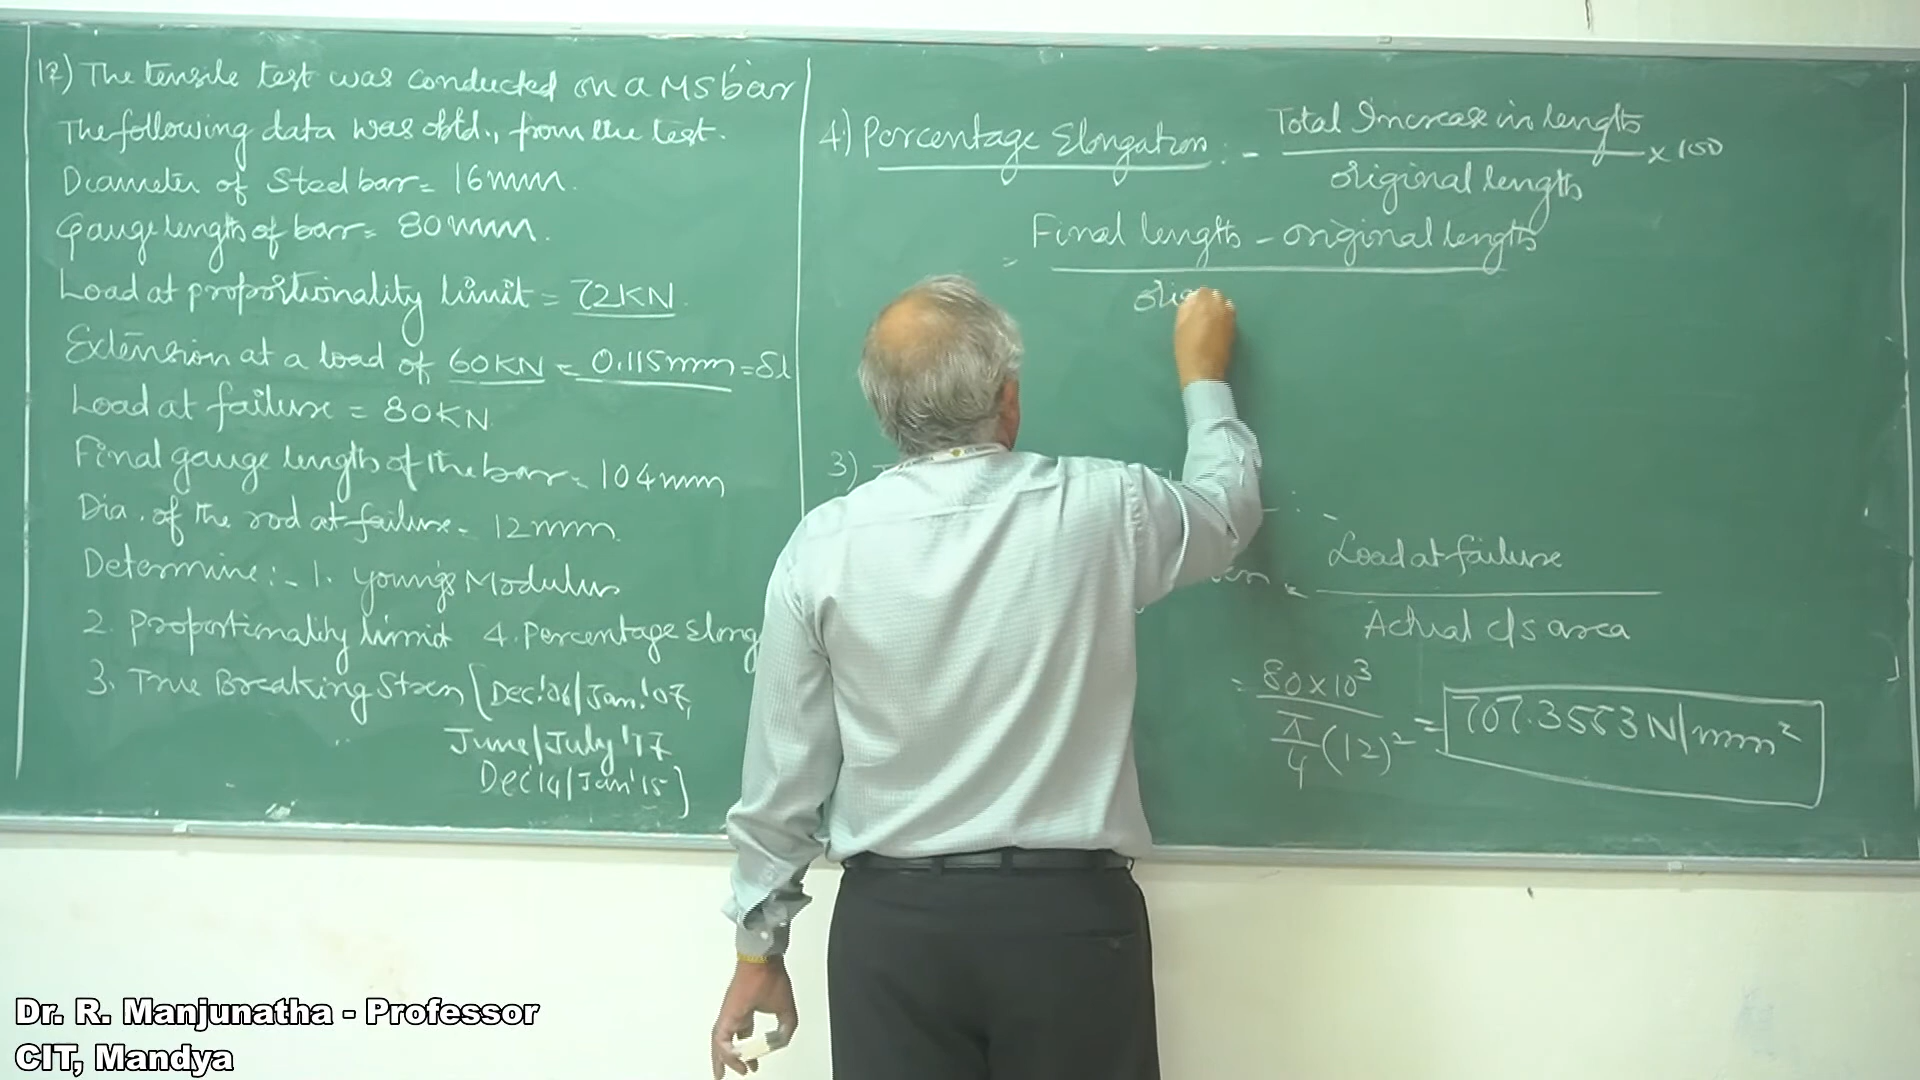 17) The tensile test was conducted on a MS bar
The following data was obtd., from the test.
Diameter of Steel bar = 16mm.
Gauge length of bar = 80mm.
Load at proportionality limit = 72KN.
Extension at a load of 60KN = 0.115mm = δl
Load at failure = 80KN.
Final gauge length of the bar = 104mm
Dia. of the rod at failure = 12mm.
Determine:- 1. Young's Modulus
2. Proportionality limit 4. Percentage Elong
3. True Breaking Stress [Dec.'06/Jan.'07,
June/July '17
Dec'14/Jan'15]
4) Percentage Elongation :- Total Increase in length
× 100
original length
= Final length - original length
orig
3)
:-
= Load at failure
Actual c/s area
= 80×10³
π/4 (12)² = 707.3553 N/mm²
Dr. R. Manjunatha - Professor
CIT, Mandya